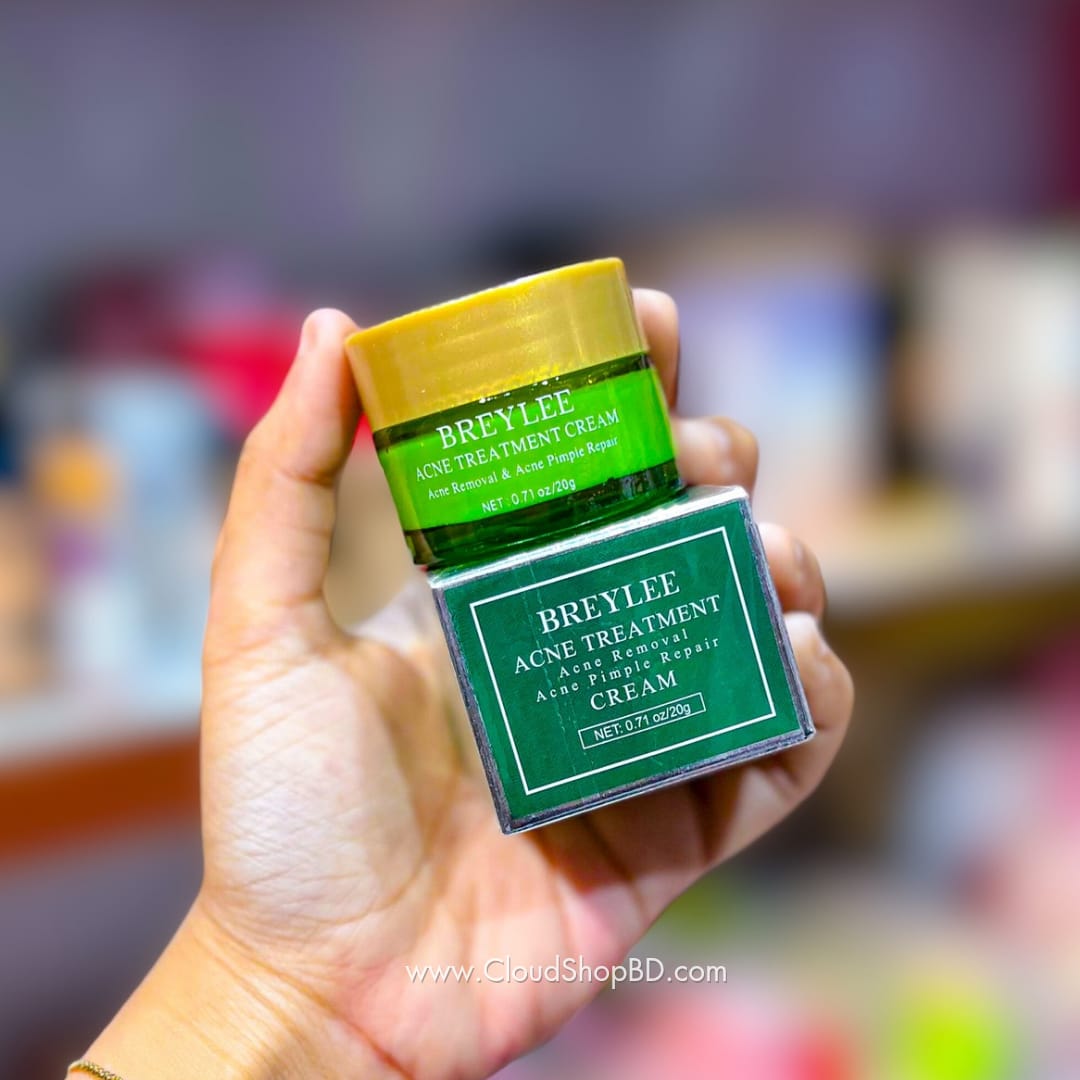 BREYLEE
ACNE TREATMENT CREAM
Acne Removal & Acne Pimple Repair
NET : 0.71 oz/20g
BREYLEE
ACNE TREATMENT
Acne Removal
Acne Pimple Repair
CREAM
NET: 0.71 oz/20g
www.CloudShopBD.com